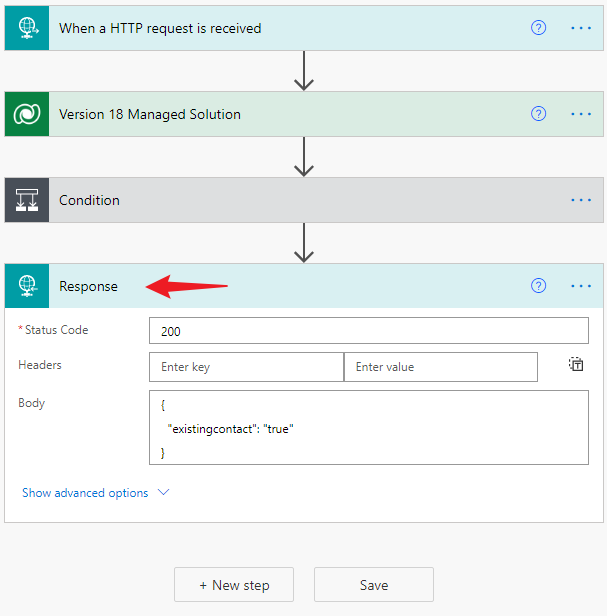 When a HTTP request is received
Version 18 Managed Solution
Condition
Response
*Status Code
200
Headers
Enter key
Enter value
Body
{
"existingcontact": "true"
}
Show advanced options
+ New step
Save